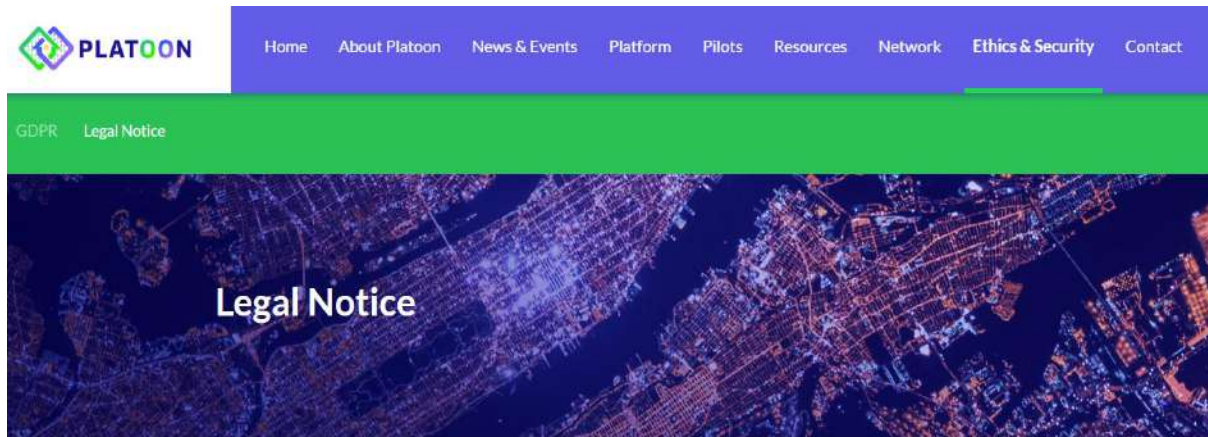 PLATOON Home About Platoon News & Events Platform Pilots Resources Network Ethics & Security Contact
GDPR Legal Notice
Legal Notice